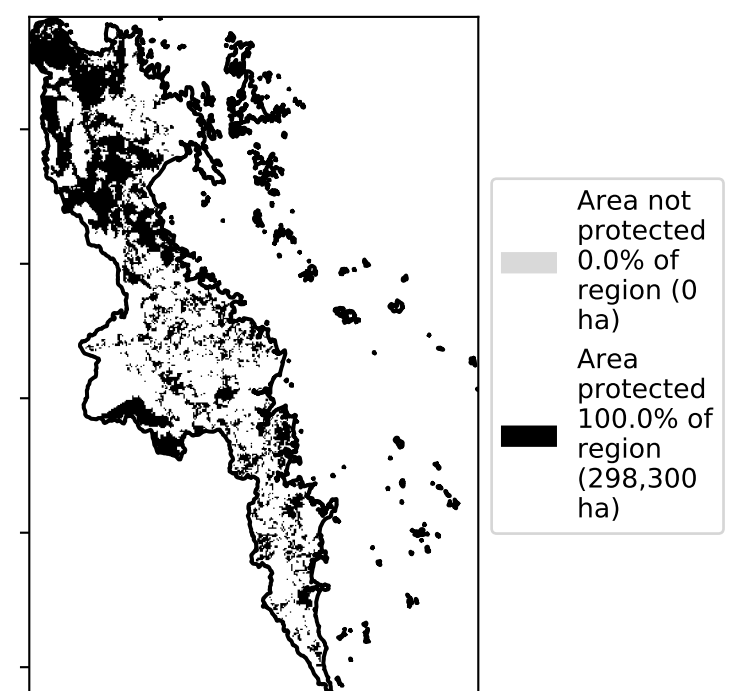 Area not
protected
0.0% of
region (0
ha)
Area
protected
100.0% of
region
(298,300
ha)